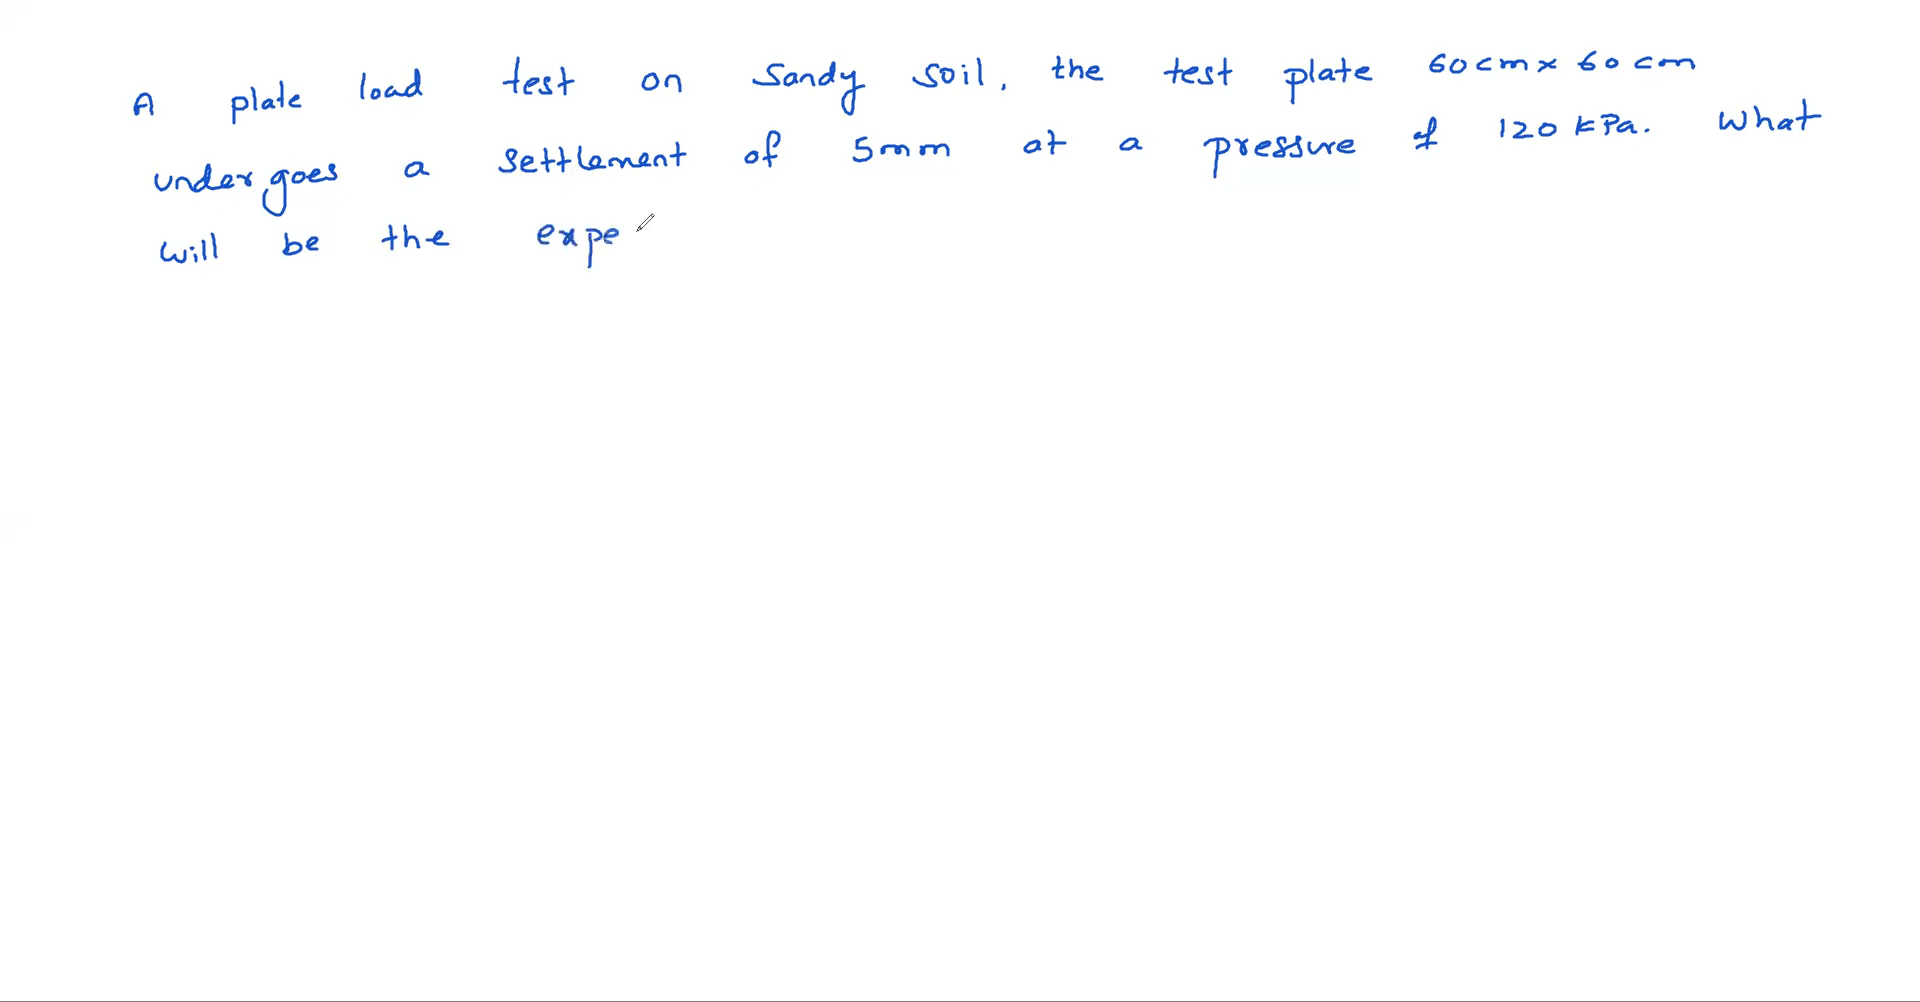 A plate load test on Sandy soil, the test plate 60cm x 60cm
undergoes a settlement of 5mm at a pressure of 120 kPa. What
will be the expe